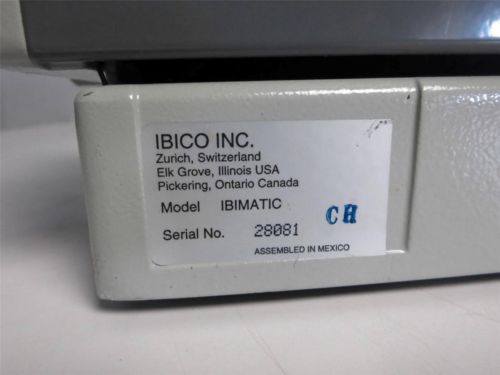 IBICO INC.
Zurich, Switzerland
Elk Grove, Illinois USA
Pickering, Ontario Canada
Model IBIMATIC
CH
Serial No. 28081
ASSEMBLED IN MEXICO